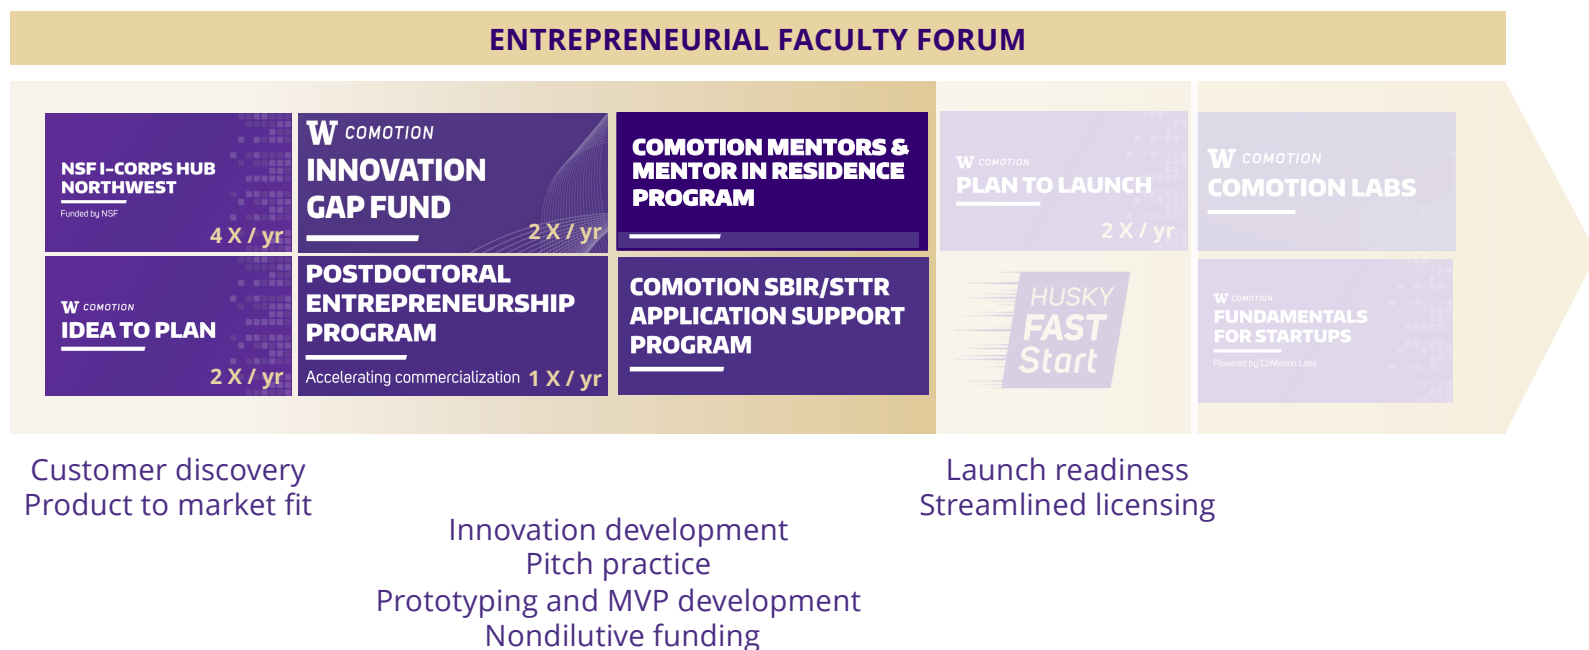 ENTREPRENEURIAL FACULTY FORUM
NSF I-CORPS HUB
NORTHWEST
Funded by NSF
4 X / yr
W COMOTION
INNOVATION
GAP FUND
2 X / yr
COMOTION MENTORS &
MENTOR IN RESIDENCE
PROGRAM
W COMOTION
PLAN TO LAUNCH
2 X / yr
W COMOTION
COMOTION LABS
W COMOTION
IDEA TO PLAN
2 X / yr
POSTDOCTORAL
ENTREPRENEURSHIP
PROGRAM
Accelerating commercialization
1 X / yr
COMOTION SBIR/STTR
APPLICATION SUPPORT
PROGRAM
HUSKY
FAST
Start
W COMOTION
FUNDAMENTALS
FOR STARTUPS
Powered by CoMotion Labs
Customer discovery
Product to market fit
Innovation development
Pitch practice
Prototyping and MVP development
Nondilutive funding
Launch readiness
Streamlined licensing